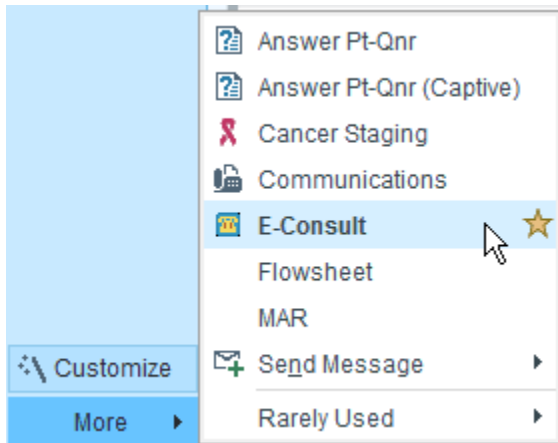 Answer Pt-Qnr
Answer Pt-Qnr (Captive)
Cancer Staging
Communications
E-Consult
Flowsheet
MAR
Send Message
Rarely Used
Customize
More